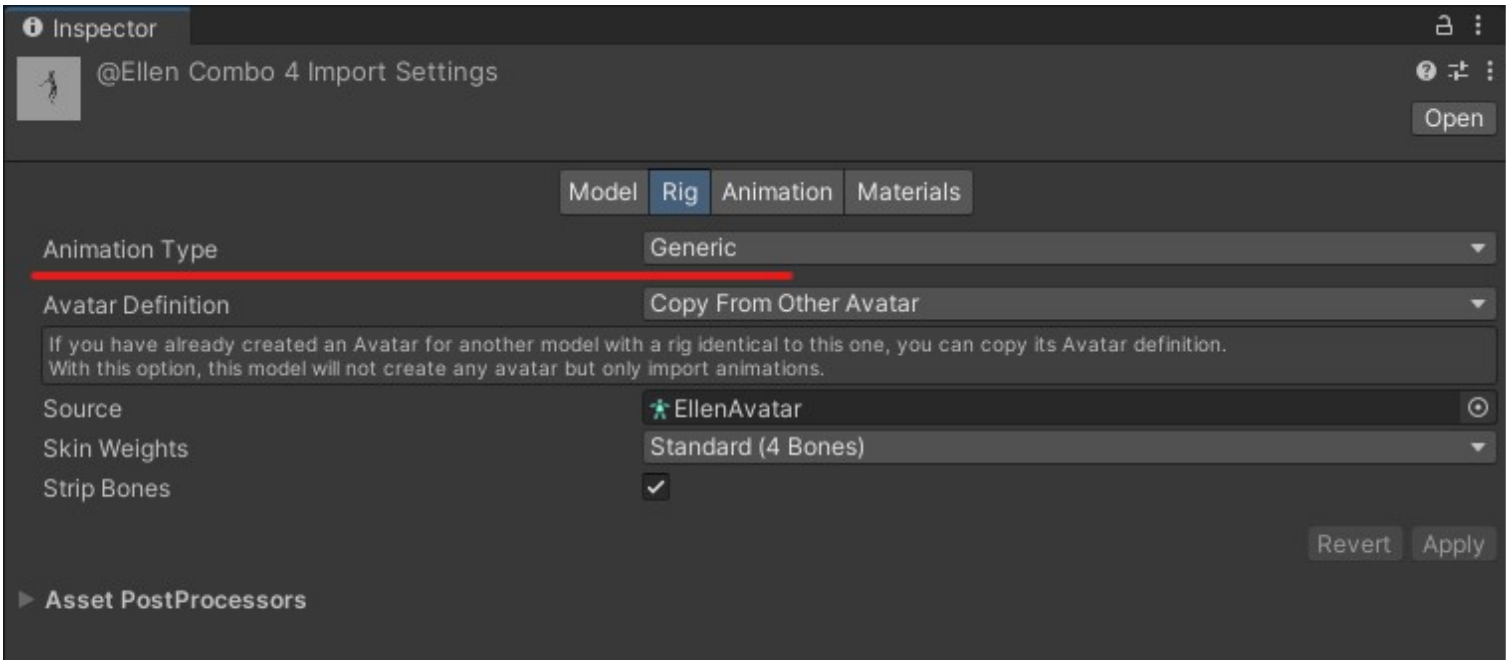 Inspector
@Ellen Combo 4 Import Settings
Open
Model Rig Animation Materials
Animation Type Generic
Avatar Definition Copy From Other Avatar
If you have already created an Avatar for another model with a rig identical to this one, you can copy its Avatar definition.
With this option, this model will not create any avatar but only import animations.
Source EllenAvatar
Skin Weights Standard (4 Bones)
Strip Bones
Revert Apply
Asset PostProcessors